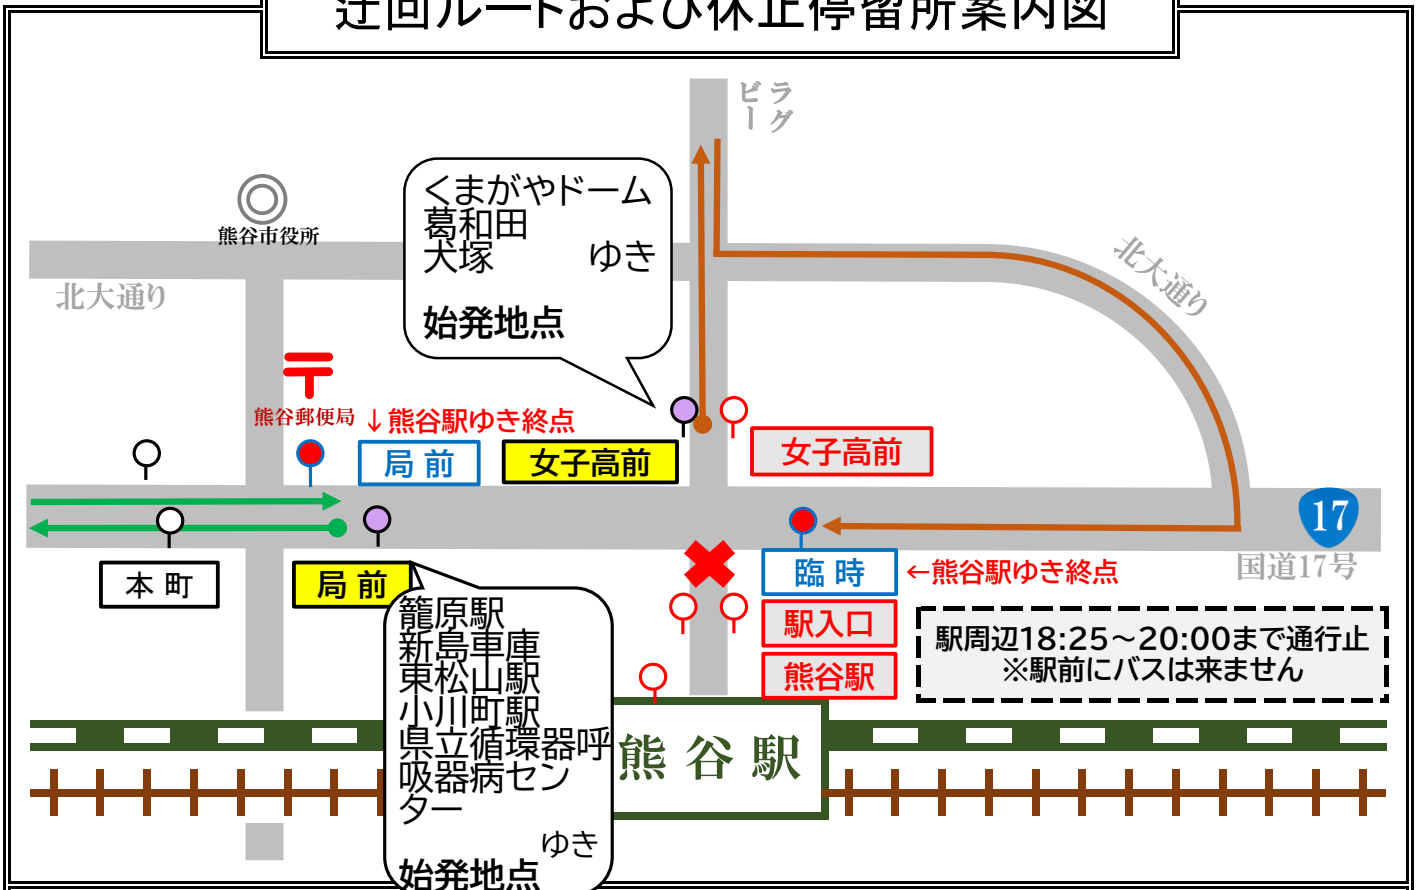 迂回ルートおよび休止停留所案内図
ラグ
ビー
くまがやドーム
葛和田
犬塚 ゆき
始発地点
熊谷市役所
北大通り
北大通り
熊谷郵便局
↓熊谷駅ゆき終点
局 前
女子高前
女子高前
17
国道17号
本 町
局 前
臨 時
←熊谷駅ゆき終点
駅入口
熊谷駅
駅周辺18:25～20:00まで通行止
※駅前にバスは来ません
籠原駅
新島車庫
東松山駅
小川町駅
県立循環器呼
吸器病セン
ター
ゆき
始発地点
熊 谷 駅